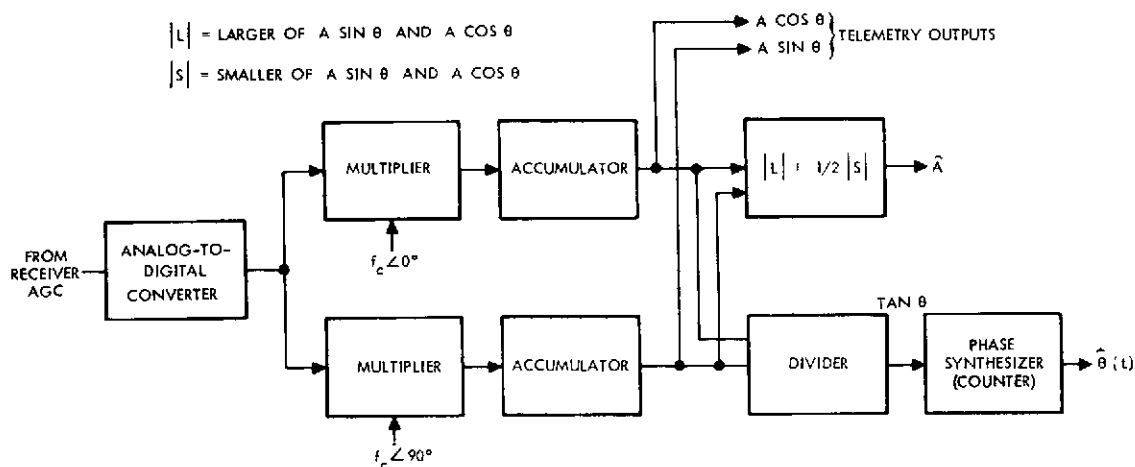 |L| = LARGER OF A SIN θ AND A COS θ
|S| = SMALLER OF A SIN θ AND A COS θ
A COS θ
A SIN θ
TELEMETRY OUTPUTS
MULTIPLIER
ACCUMULATOR
|L| + 1/2 |S|
Â
f_c ∠0°
FROM
RECEIVER
AGC
ANALOG-TO-
DIGITAL
CONVERTER
TAN θ
MULTIPLIER
ACCUMULATOR
DIVIDER
PHASE
SYNTHESIZER
(COUNTER)
θ̂ (t)
f_c ∠90°